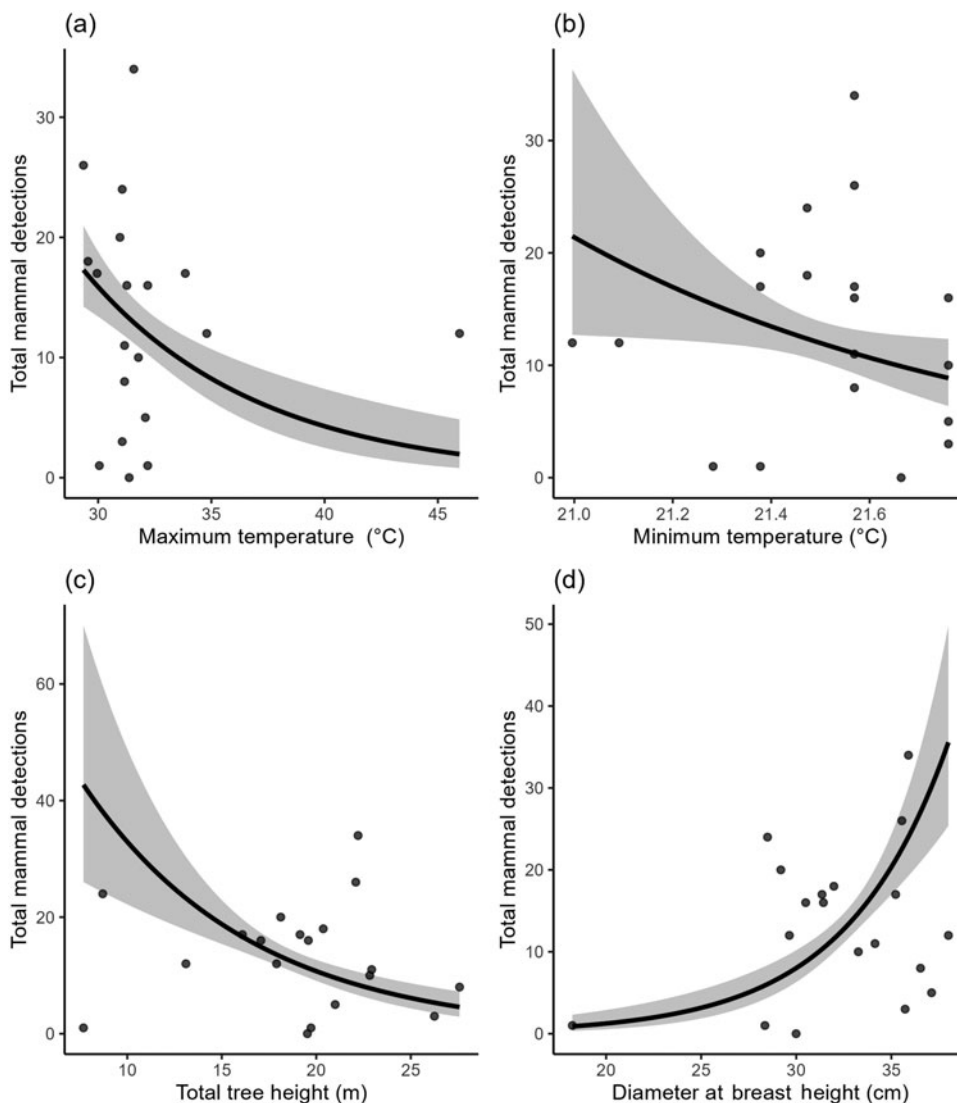 (a)
Total mammal detections
30
20
10
0
30 35 40 45
Maximum temperature (°C)
(b)
Total mammal detections
30
20
10
0
21.0 21.2 21.4 21.6
Minimum temperature (°C)
(c)
Total mammal detections
60
40
20
0
10 15 20 25
Total tree height (m)
(d)
Total mammal detections
50
40
30
20
10
0
20 25 30 35
Diameter at breast height (cm)